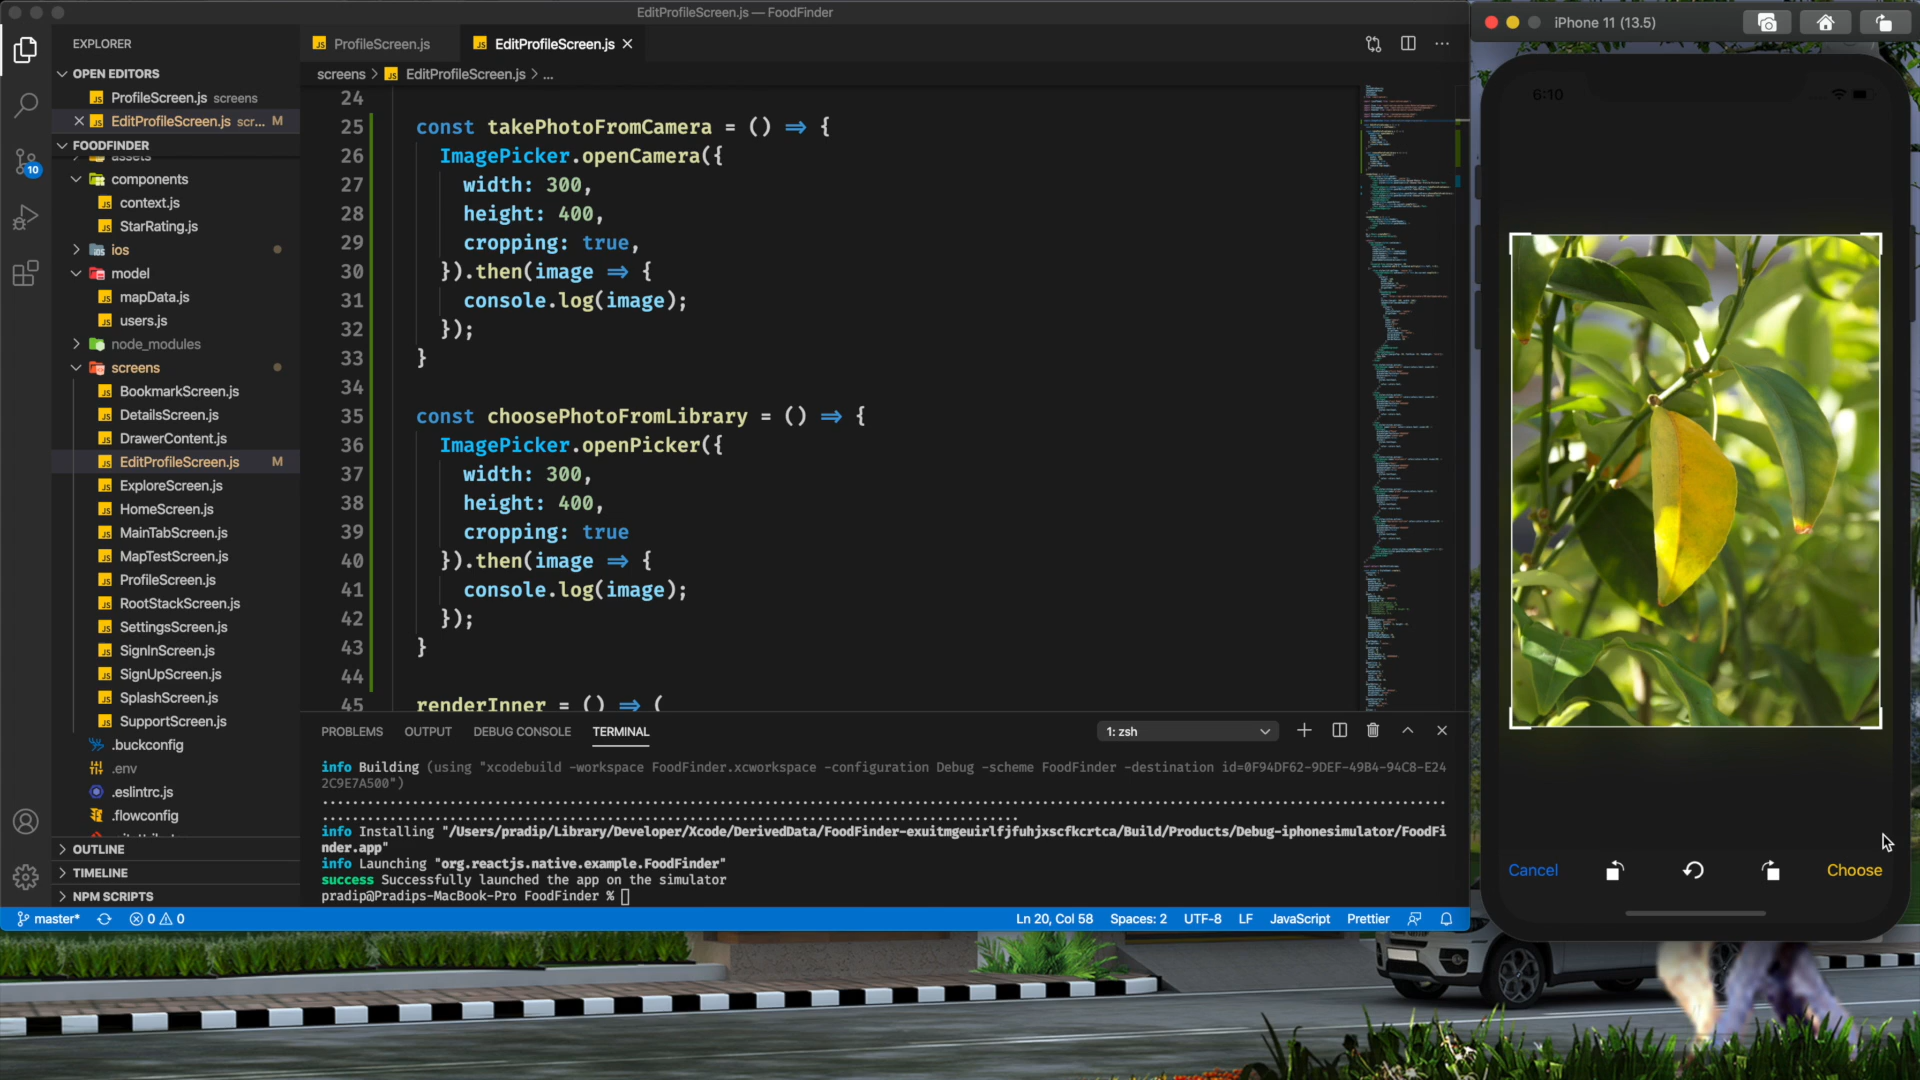 EditProfileScreen.js — FoodFinder
EXPLORER
OPEN EDITORS
ProfileScreen.js screens
EditProfileScreen.js scr... M
FOODFINDER
assets
components
context.js
StarRating.js
ios
model
mapData.js
users.js
node_modules
screens
BookmarkScreen.js
DetailsScreen.js
DrawerContent.js
EditProfileScreen.js M
ExploreScreen.js
HomeScreen.js
MainTabScreen.js
MapTestScreen.js
ProfileScreen.js
RootStackScreen.js
SettingsScreen.js
SignInScreen.js
SignUpScreen.js
SplashScreen.js
SupportScreen.js
.buckconfig
.env
.eslintrc.js
.flowconfig
OUTLINE
TIMELINE
NPM SCRIPTS
10
ProfileScreen.js
EditProfileScreen.js
screens > EditProfileScreen.js > ...
24
25 const takePhotoFromCamera = () => {
26 ImagePicker.openCamera({
27 width: 300,
28 height: 400,
29 cropping: true,
30 }).then(image => {
31 console.log(image);
32 });
33 }
34
35 const choosePhotoFromLibrary = () => {
36 ImagePicker.openPicker({
37 width: 300,
38 height: 400,
39 cropping: true
40 }).then(image => {
41 console.log(image);
42 });
43 }
44
45 renderInner = () => (
PROBLEMS OUTPUT DEBUG CONSOLE TERMINAL
1: zsh
info Building (using "xcodebuild -workspace FoodFinder.xcworkspace -configuration Debug -scheme FoodFinder -destination id=0F94DF62-9DEF-49B4-94C8-E24
2C9E7A500")
info Installing "/Users/pradip/Library/Developer/Xcode/DerivedData/FoodFinder-exuitmgeuirlfjfuhjxscfkcrtca/Build/Products/Debug-iphonesimulator/FoodFi
nder.app"
info Launching "org.reactjs.native.example.FoodFinder"
success Successfully launched the app on the simulator
pradip@Pradips-MacBook-Pro FoodFinder %
master* 0 0
Ln 20, Col 58 Spaces: 2 UTF-8 LF JavaScript Prettier
iPhone 11 (13.5)
6:10
Cancel
Choose